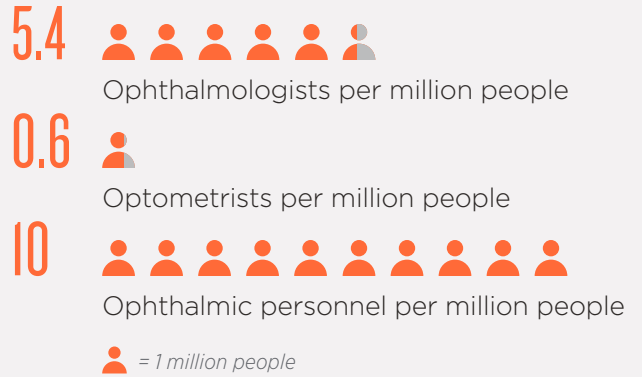 5.4
Ophthalmologists per million people
0.6
Optometrists per million people
10
Ophthalmic personnel per million people
= 1 million people